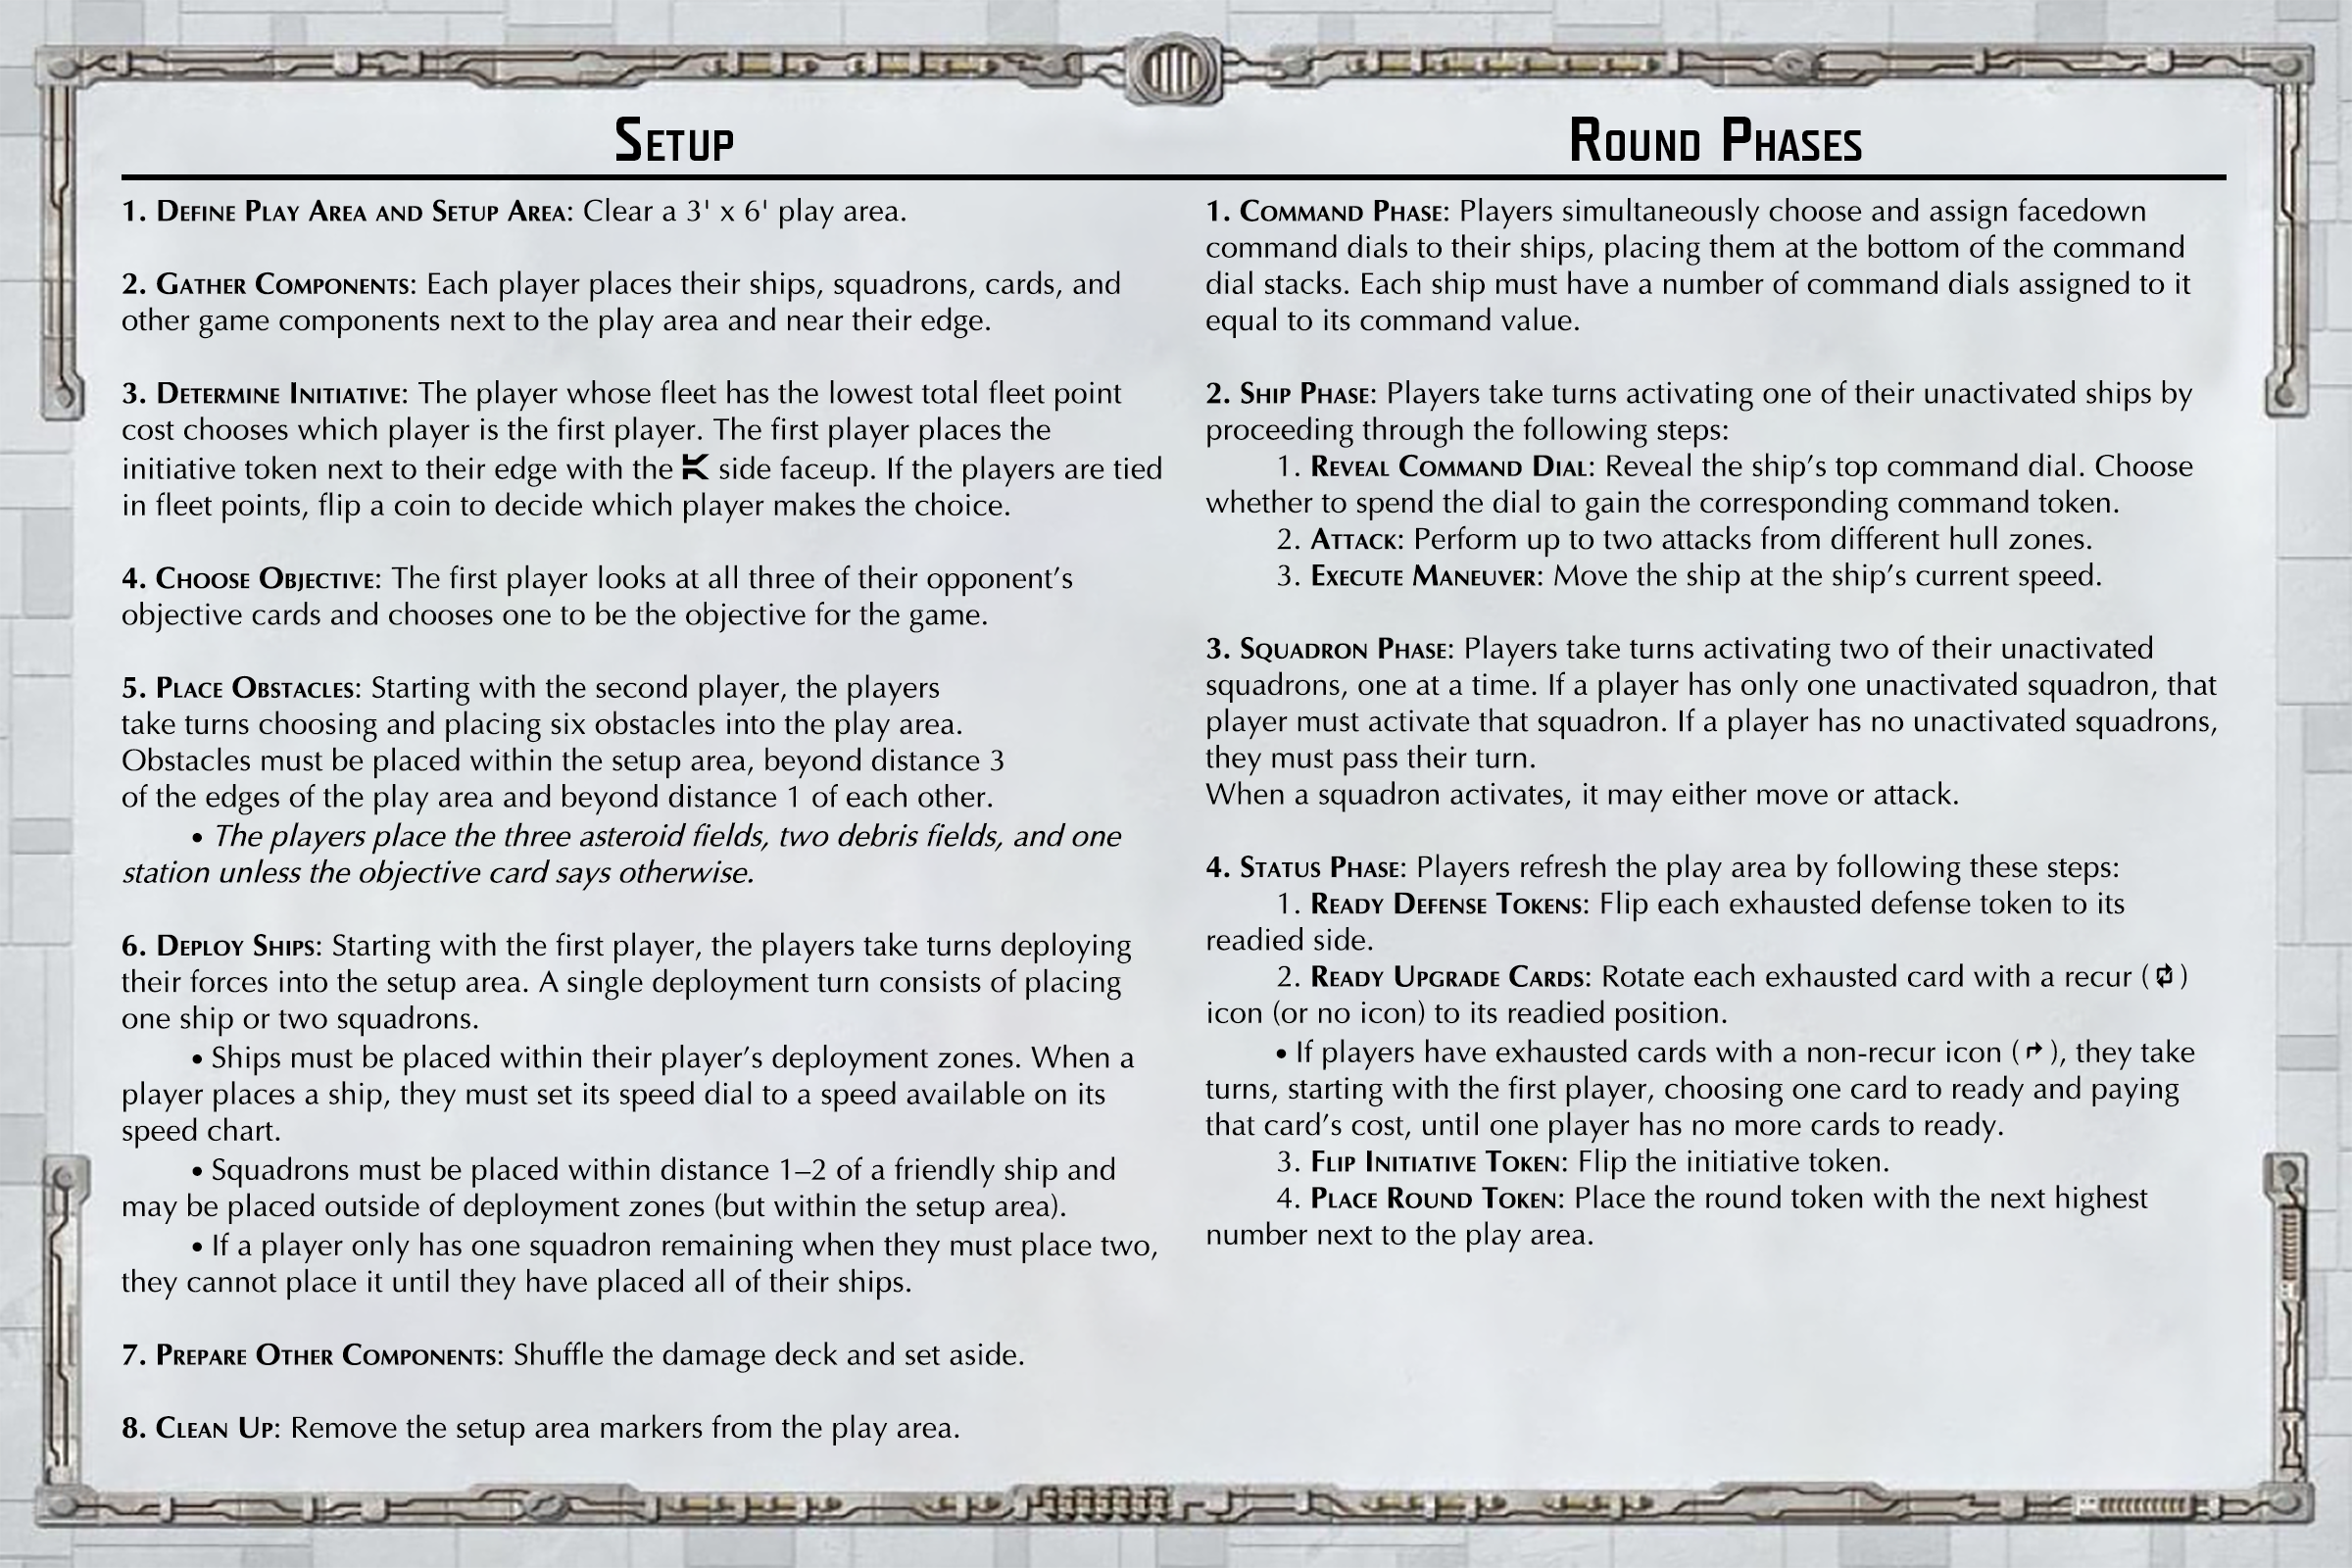 SETUP
1. DEFINE PLAY AREA AND SETUP AREA: Clear a 3' x 6' play area.
2. GATHER COMPONENTS: Each player places their ships, squadrons, cards, and
other game components next to the play area and near their edge.
3. DETERMINE INITIATIVE: The player whose fleet has the lowest total fleet point
cost chooses which player is the first player. The first player places the
initiative token next to their edge with the side faceup. If the players are tied
in fleet points, flip a coin to decide which player makes the choice.
4. CHOOSE OBJECTIVE: The first player looks at all three of their opponent’s
objective cards and chooses one to be the objective for the game.
5. PLACE OBSTACLES: Starting with the second player, the players
take turns choosing and placing six obstacles into the play area.
Obstacles must be placed within the setup area, beyond distance 3
of the edges of the play area and beyond distance 1 of each other.
• The players place the three asteroid fields, two debris fields, and one
station unless the objective card says otherwise.
6. DEPLOY SHIPS: Starting with the first player, the players take turns deploying
their forces into the setup area. A single deployment turn consists of placing
one ship or two squadrons.
• Ships must be placed within their player’s deployment zones. When a
player places a ship, they must set its speed dial to a speed available on its
speed chart.
• Squadrons must be placed within distance 1–2 of a friendly ship and
may be placed outside of deployment zones (but within the setup area).
• If a player only has one squadron remaining when they must place two,
they cannot place it until they have placed all of their ships.
7. PREPARE OTHER COMPONENTS: Shuffle the damage deck and set aside.
8. CLEAN UP: Remove the setup area markers from the play area.
ROUND PHASES
1. COMMAND PHASE: Players simultaneously choose and assign facedown
command dials to their ships, placing them at the bottom of the command
dial stacks. Each ship must have a number of command dials assigned to it
equal to its command value.
2. SHIP PHASE: Players take turns activating one of their unactivated ships by
proceeding through the following steps:
1. REVEAL COMMAND DIAL: Reveal the ship’s top command dial. Choose
whether to spend the dial to gain the corresponding command token.
2. ATTACK: Perform up to two attacks from different hull zones.
3. EXECUTE MANEUVER: Move the ship at the ship’s current speed.
3. SQUADRON PHASE: Players take turns activating two of their unactivated
squadrons, one at a time. If a player has only one unactivated squadron, that
player must activate that squadron. If a player has no unactivated squadrons,
they must pass their turn.
When a squadron activates, it may either move or attack.
4. STATUS PHASE: Players refresh the play area by following these steps:
1. READY DEFENSE TOKENS: Flip each exhausted defense token to its
readied side.
2. READY UPGRADE CARDS: Rotate each exhausted card with a recur ( )
icon (or no icon) to its readied position.
• If players have exhausted cards with a non-recur icon ( ), they take
turns, starting with the first player, choosing one card to ready and paying
that card’s cost, until one player has no more cards to ready.
3. FLIP INITIATIVE TOKEN: Flip the initiative token.
4. PLACE ROUND TOKEN: Place the round token with the next highest
number next to the play area.